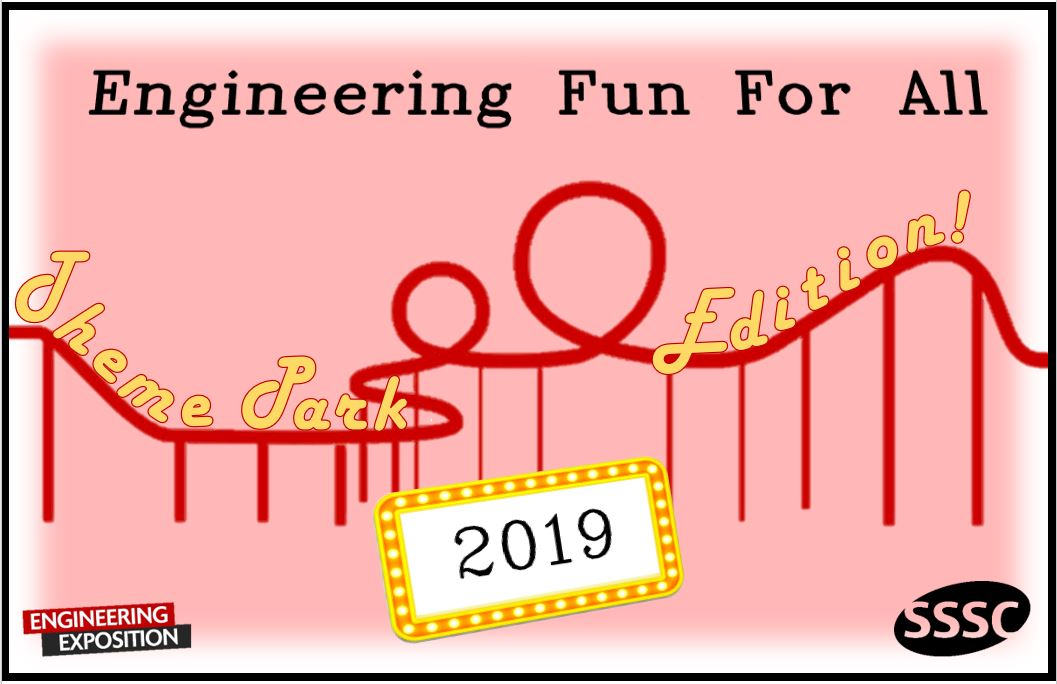 Engineering Fun For All
Theme Park Edition!
2019
ENGINEERING
EXPOSITION
SSSC